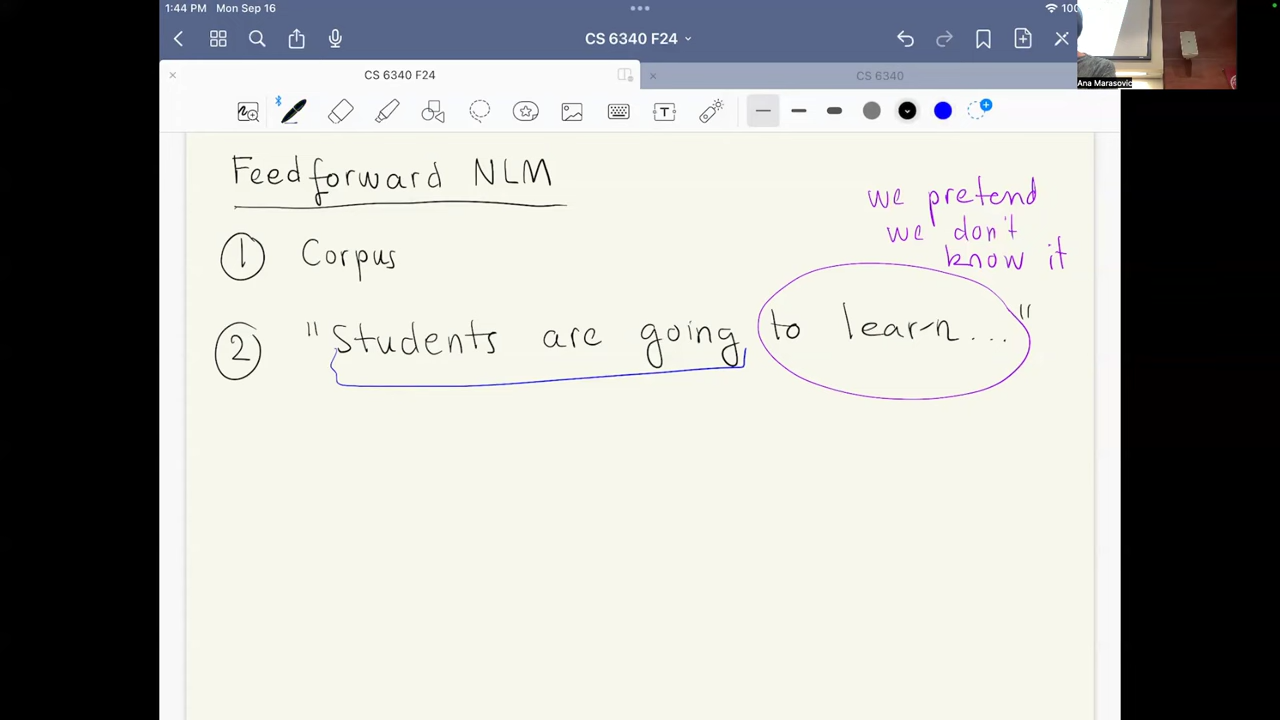 1:44 PM Mon Sep 16
100
CS 6340 F24
CS 6340 F24
CS 6340
Ana Marasovic
Feedforward NLM
we pretend
we don't
know it
1 Corpus
2 "Students are going to learn..."